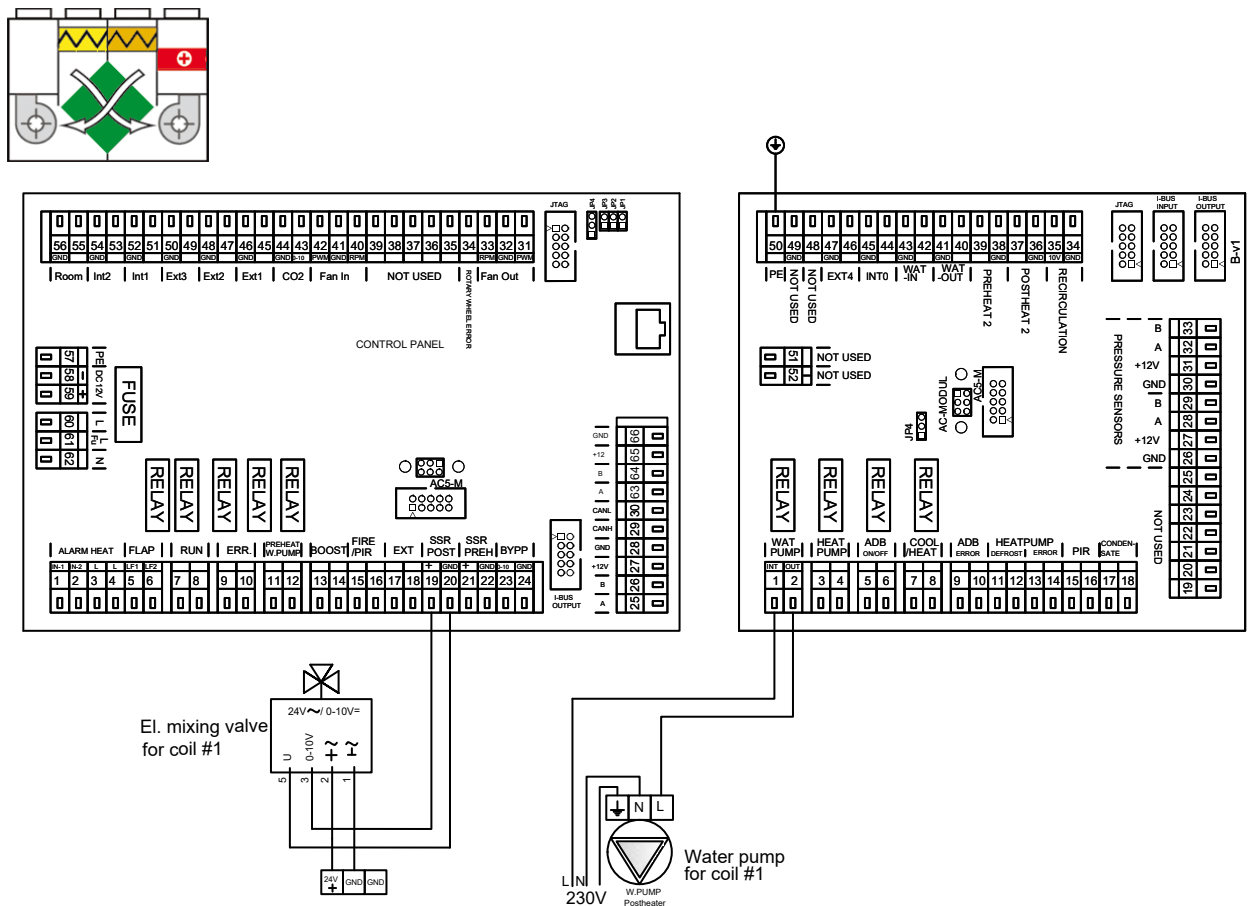 JTAG
JP4
JP3
JP2
JP1
56 55 54 53 52 51 50 49 48 47 46 45 44 43 42 41 40 39 38 37 36 35 34 33 32 31
GND GND GND GND GND GND GND 0-10 PWM GND RPM RPM GND PWM
Room Int2 Int1 Ext3 Ext2 Ext1 CO2 Fan In NOT USED ROTARY WHEEL ERROR Fan Out
CONTROL PANEL
57 PE
58 - DC 12V
59 +
60 L
61 L Fu
62 N
FUSE
RELAY RELAY RELAY RELAY RELAY
AC5-M
GND 66
+12 65
B 64
A 63
CANL 30
CANH 29
GND 28
+12V 27
B 26
A 25
I-BUS
OUTPUT
ALARM HEAT FLAP RUN ERR. PREHEAT W.PUMP BOOST FIRE /PIR EXT SSR POST SSR PREH BYPP
IN-1 IN-2 L L LF1 LF2 + GND + GND 0-10 GND
1 2 3 4 5 6 7 8 9 10 11 12 13 14 15 16 17 18 19 20 21 22 23 24
El. mixing valve
for coil #1
24V~/ 0-10V=
U 0-10V
5 3 2 1
24V + GND GND
JTAG
I-BUS
INPUT
I-BUS
OUTPUT
B-v1
50 49 48 47 46 45 44 43 42 41 40 39 38 37 36 35 34
GND GND GND GND GND GND GND GND 10V GND
PE NOT USED NOT USED EXT4 INT0 WAT -IN WAT -OUT PREHEAT 2 POSTHEAT 2 RECIRCULATION
51 NOT USED
52 NOT USED
JP4
AC-MODUL
AC5-M
PRESSURE SENSORS
B 33
A 32
+12V 31
GND 30
B 29
A 28
+12V 27
GND 26
25
24
23
22
21
20
19
NOT USED
RELAY RELAY RELAY RELAY
WAT PUMP HEAT PUMP ADB ON/OFF COOL /HEAT ADB ERROR HEATPUMP DEFROST ERROR PIR CONDEN- SATE
INT OUT
1 2 3 4 5 6 7 8 9 10 11 12 13 14 15 16 17 18
N L
L N
230V
W.PUMP
Postheater
Water pump
for coil #1